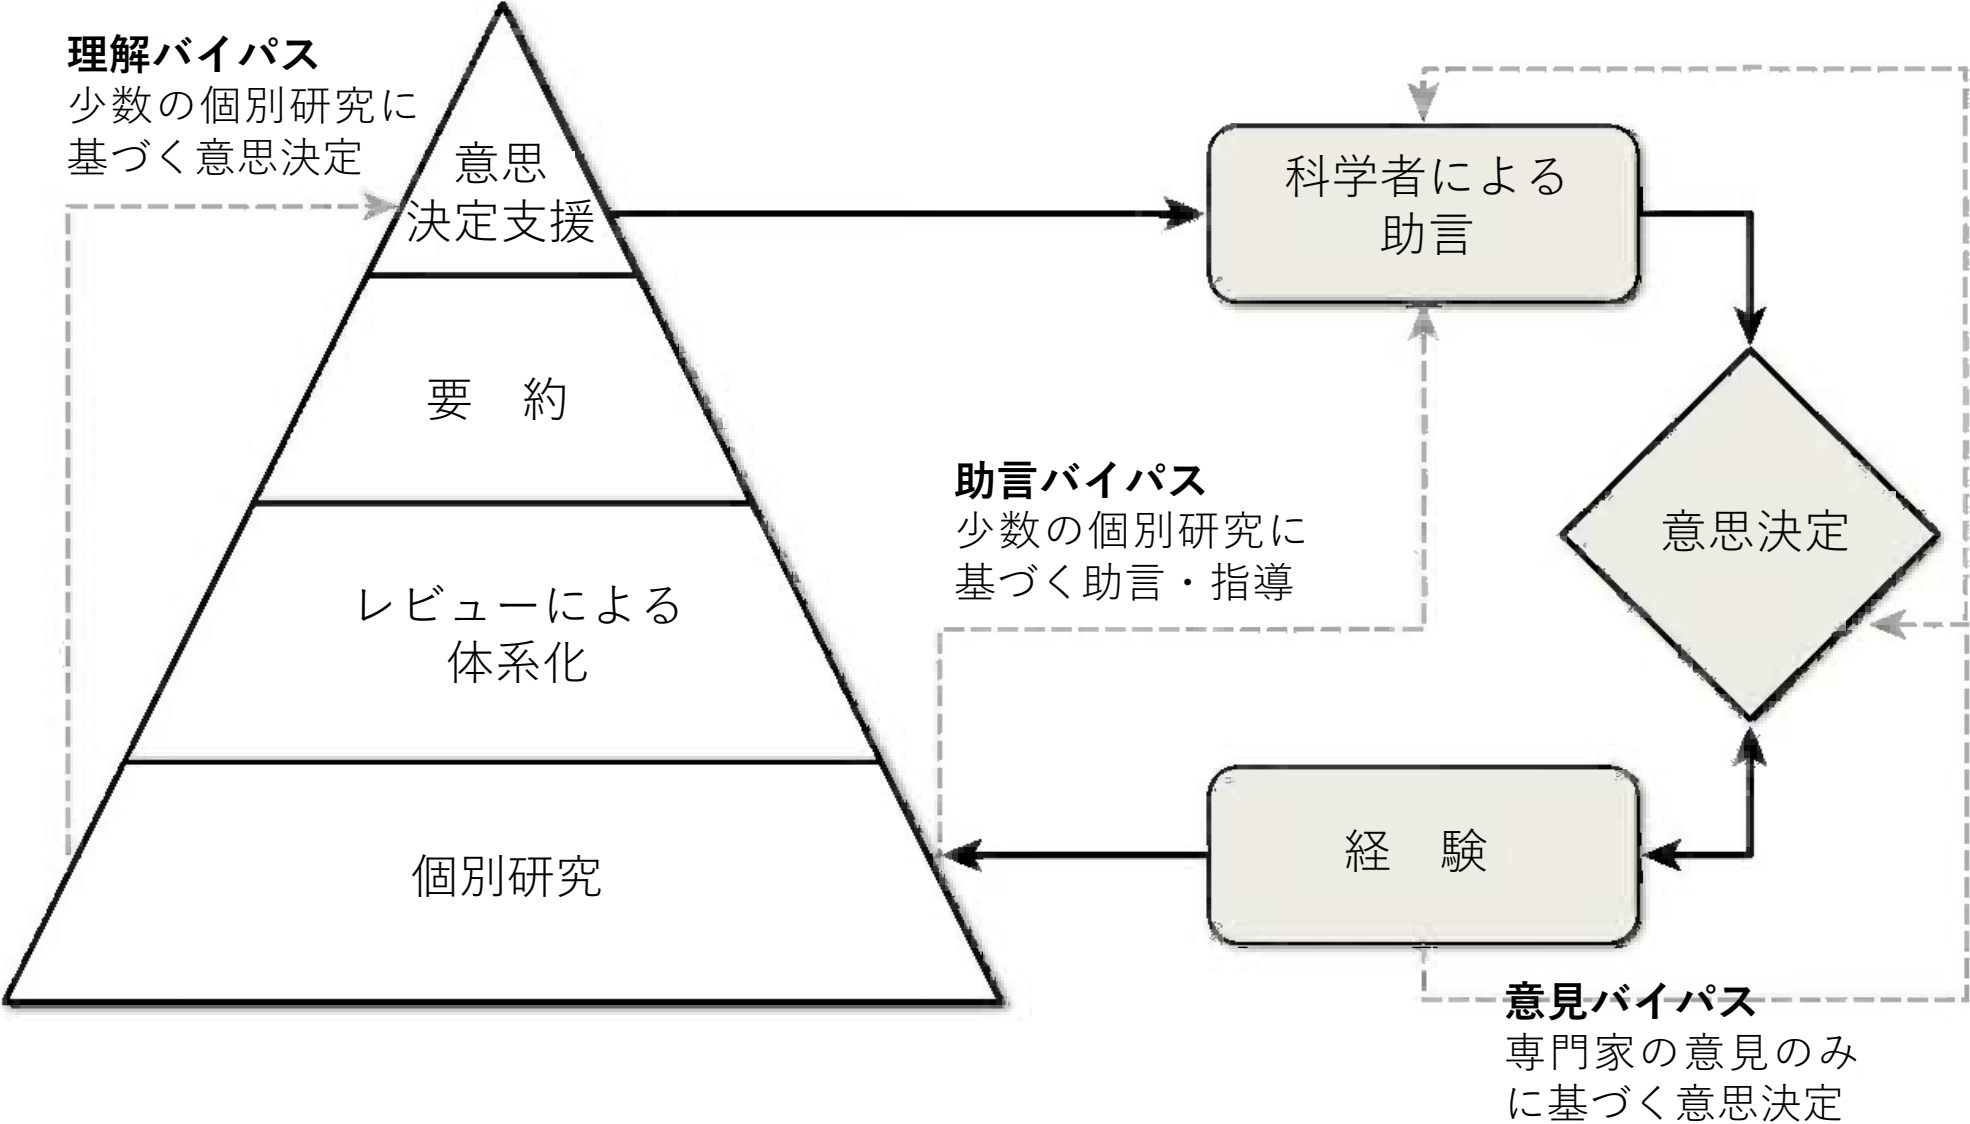 理解バイパス
少数の個別研究に
基づく意思決定
意思
決定支援
要　約
レビューによる
体系化
個別研究
科学者による
助言
助言バイパス
少数の個別研究に
基づく助言・指導
意思決定
経　験
意見バイパス
専門家の意見のみ
に基づく意思決定